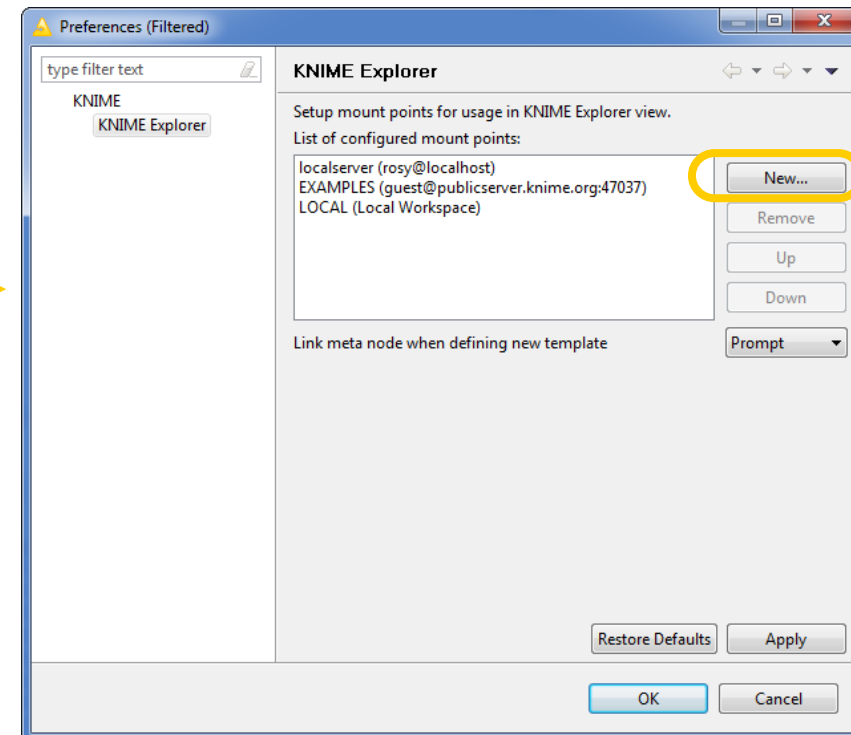 Preferences (Filtered)
type filter text
KNIME
KNIME Explorer
KNIME Explorer
Setup mount points for usage in KNIME Explorer view.
List of configured mount points:
localserver (rosy@localhost)
EXAMPLES (guest@publicserver.knime.org:47037)
LOCAL (Local Workspace)
New...
Remove
Up
Down
Link meta node when defining new template
Prompt
Restore Defaults
Apply
OK
Cancel